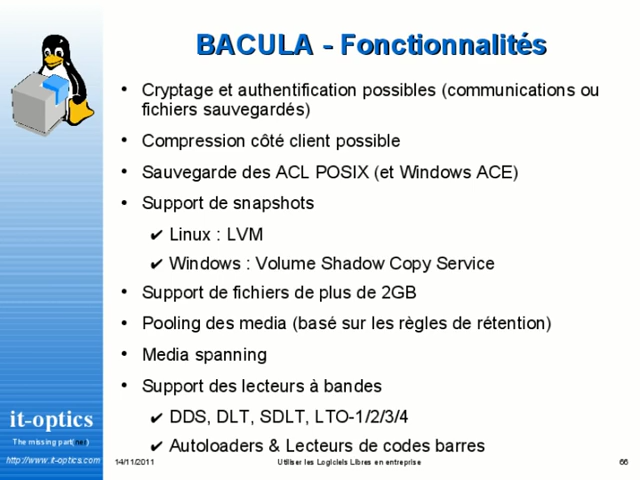 BACULA - Fonctionnalités
• Cryptage et authentification possibles (communications ou
fichiers sauvegardés)
• Compression côté client possible
• Sauvegarde des ACL POSIX (et Windows ACE)
• Support de snapshots
✔ Linux : LVM
✔ Windows : Volume Shadow Copy Service
• Support de fichiers de plus de 2GB
• Pooling des media (basé sur les règles de rétention)
• Media spanning
• Support des lecteurs à bandes
✔ DDS, DLT, SDLT, LTO-1/2/3/4
✔ Autoloaders & Lecteurs de codes barres
it-optics
The missing part(ner)
http://www.it-optics.com
14/11/2011 Utiliser les Logiciels Libres en entreprise 66